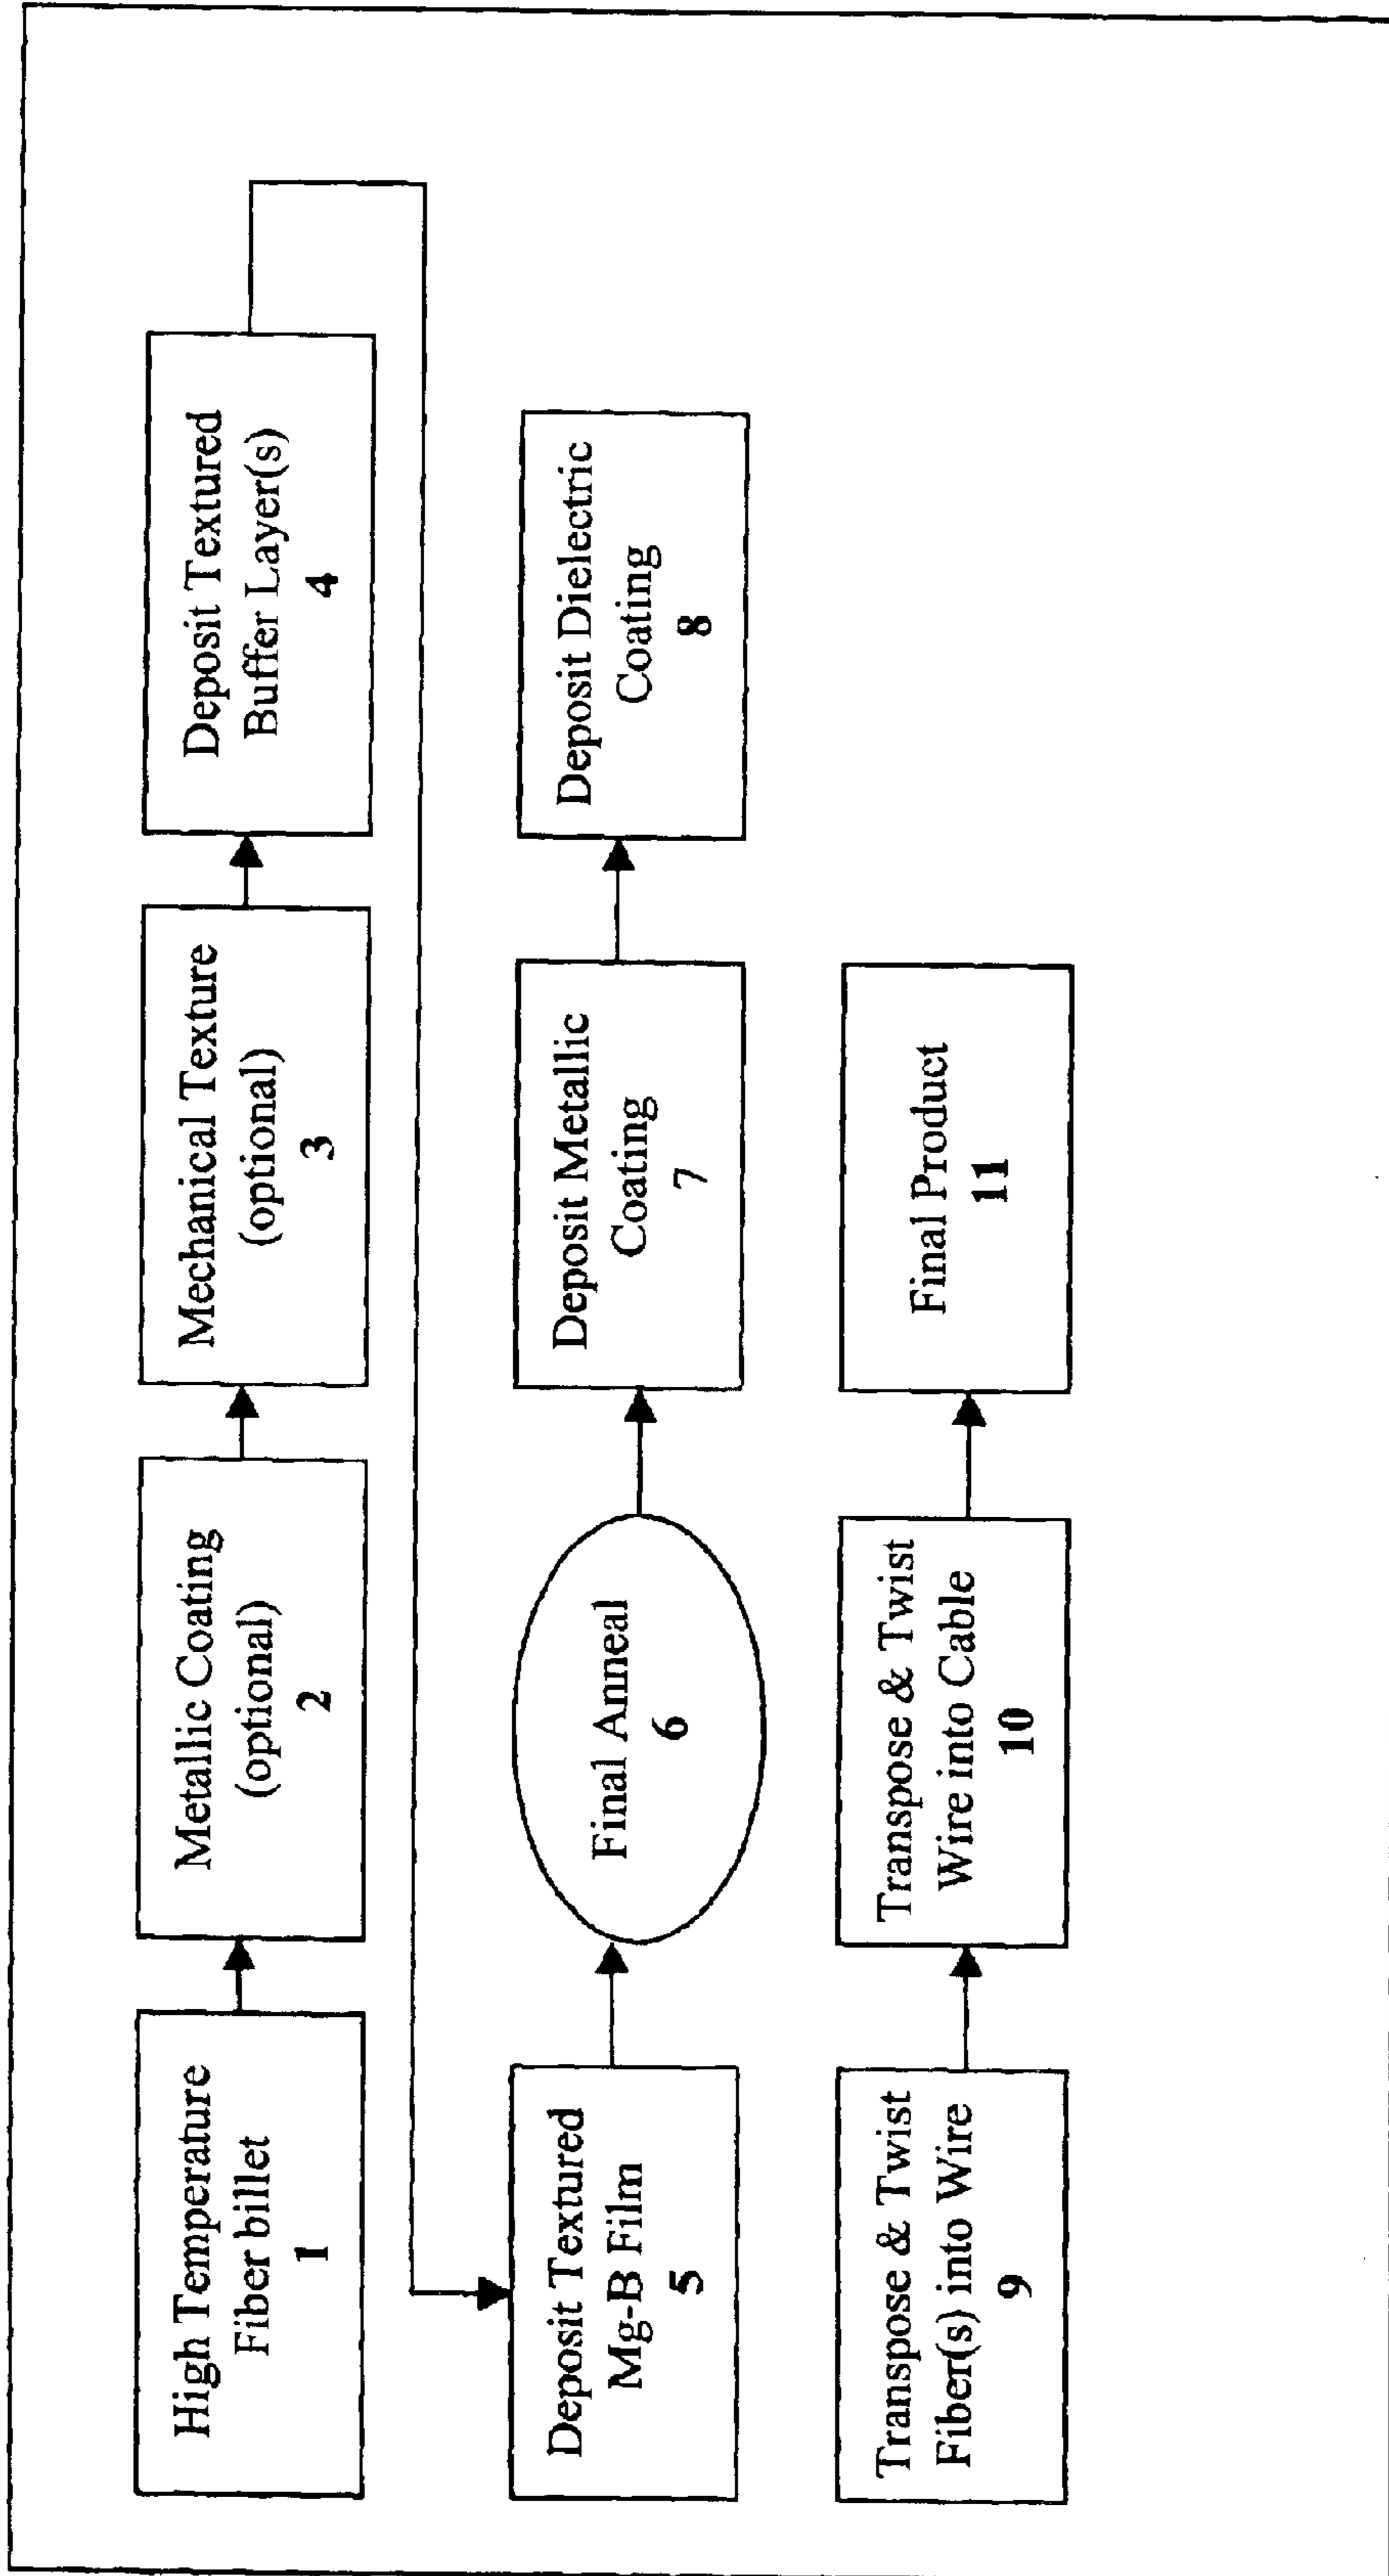 High Temperature
Fiber billet
1
Metallic Coating
(optional)
2
Mechanical Texture
(optional)
3
Deposit Textured
Buffer Layer(s)
4
Deposit Textured
Mg-B Film
5
Final Anneal
6
Deposit Metallic
Coating
7
Deposit Dielectric
Coating
8
Transpose & Twist
Fiber(s) into Wire
9
Transpose & Twist
Wire into Cable
10
Final Product
11